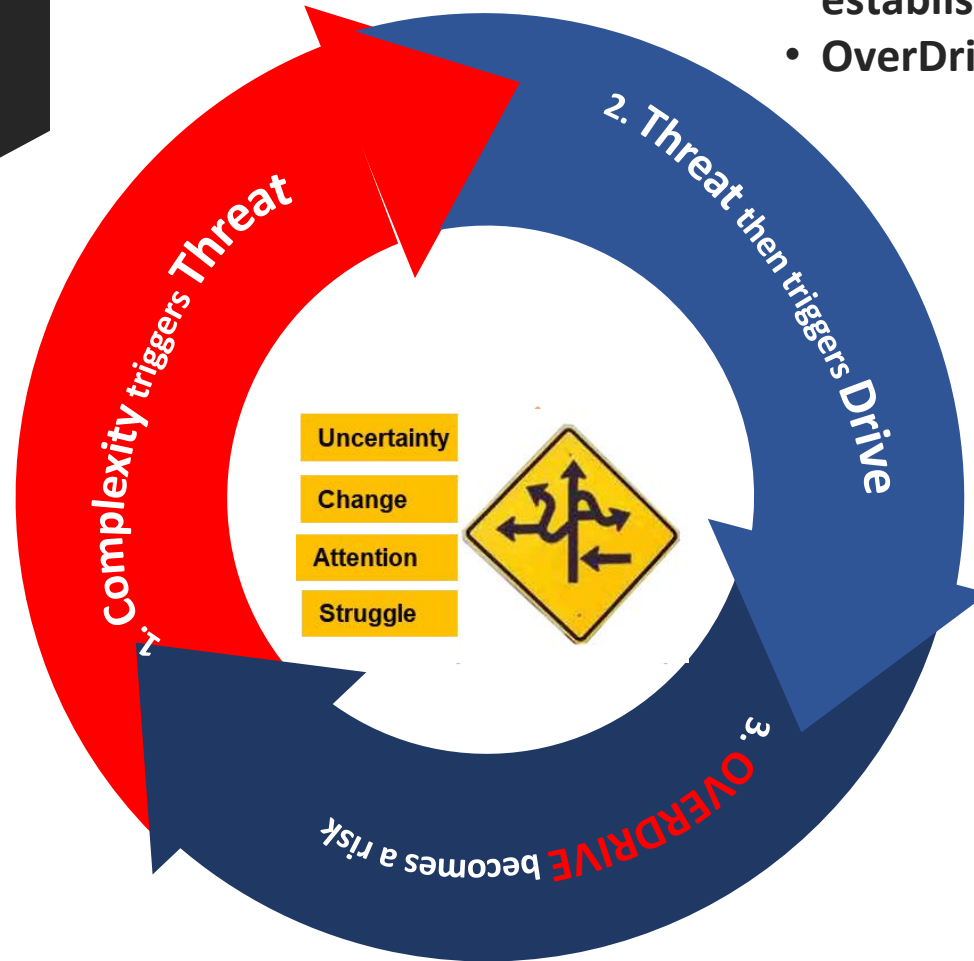 • OverDri
1. Complexity triggers Threat
2. Threat then triggers Drive
3. OVERDRIVE becomes a risk
Uncertainty
Change
Attention
Struggle